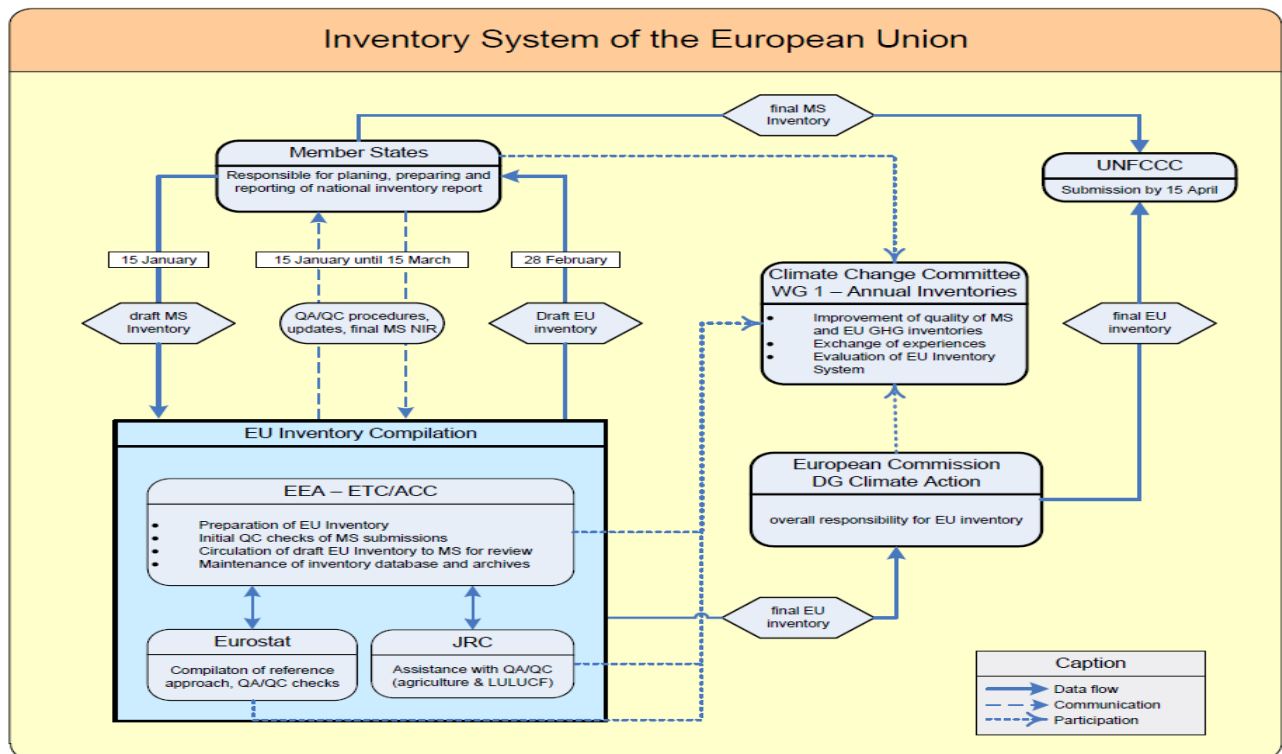 Inventory System of the European Union
final MS
Inventory
Member States
Responsible for planing, preparing and
reporting of national inventory report
UNFCCC
Submission by 15 April
15 January
15 January until 15 March
28 February
draft MS
Inventory
QA/QC procedures,
updates, final MS NIR
Draft EU
inventory
Climate Change Committee
WG 1 – Annual Inventories
• Improvement of quality of MS
and EU GHG inventories
• Exchange of experiences
• Evaluation of EU Inventory
System
final EU
inventory
EU Inventory Compilation
EEA – ETC/ACC
• Preparation of EU Inventory
• Initial QC checks of MS submissions
• Circulation of draft EU Inventory to MS for review
• Maintenance of inventory database and archives
European Commission
DG Climate Action
overall responsibility for EU inventory
final EU
inventory
Eurostat
Compilaton of reference
approach, QA/QC checks
JRC
Assistance with QA/QC
(agriculture & LULUCF)
Caption
Data flow
Communication
Participation